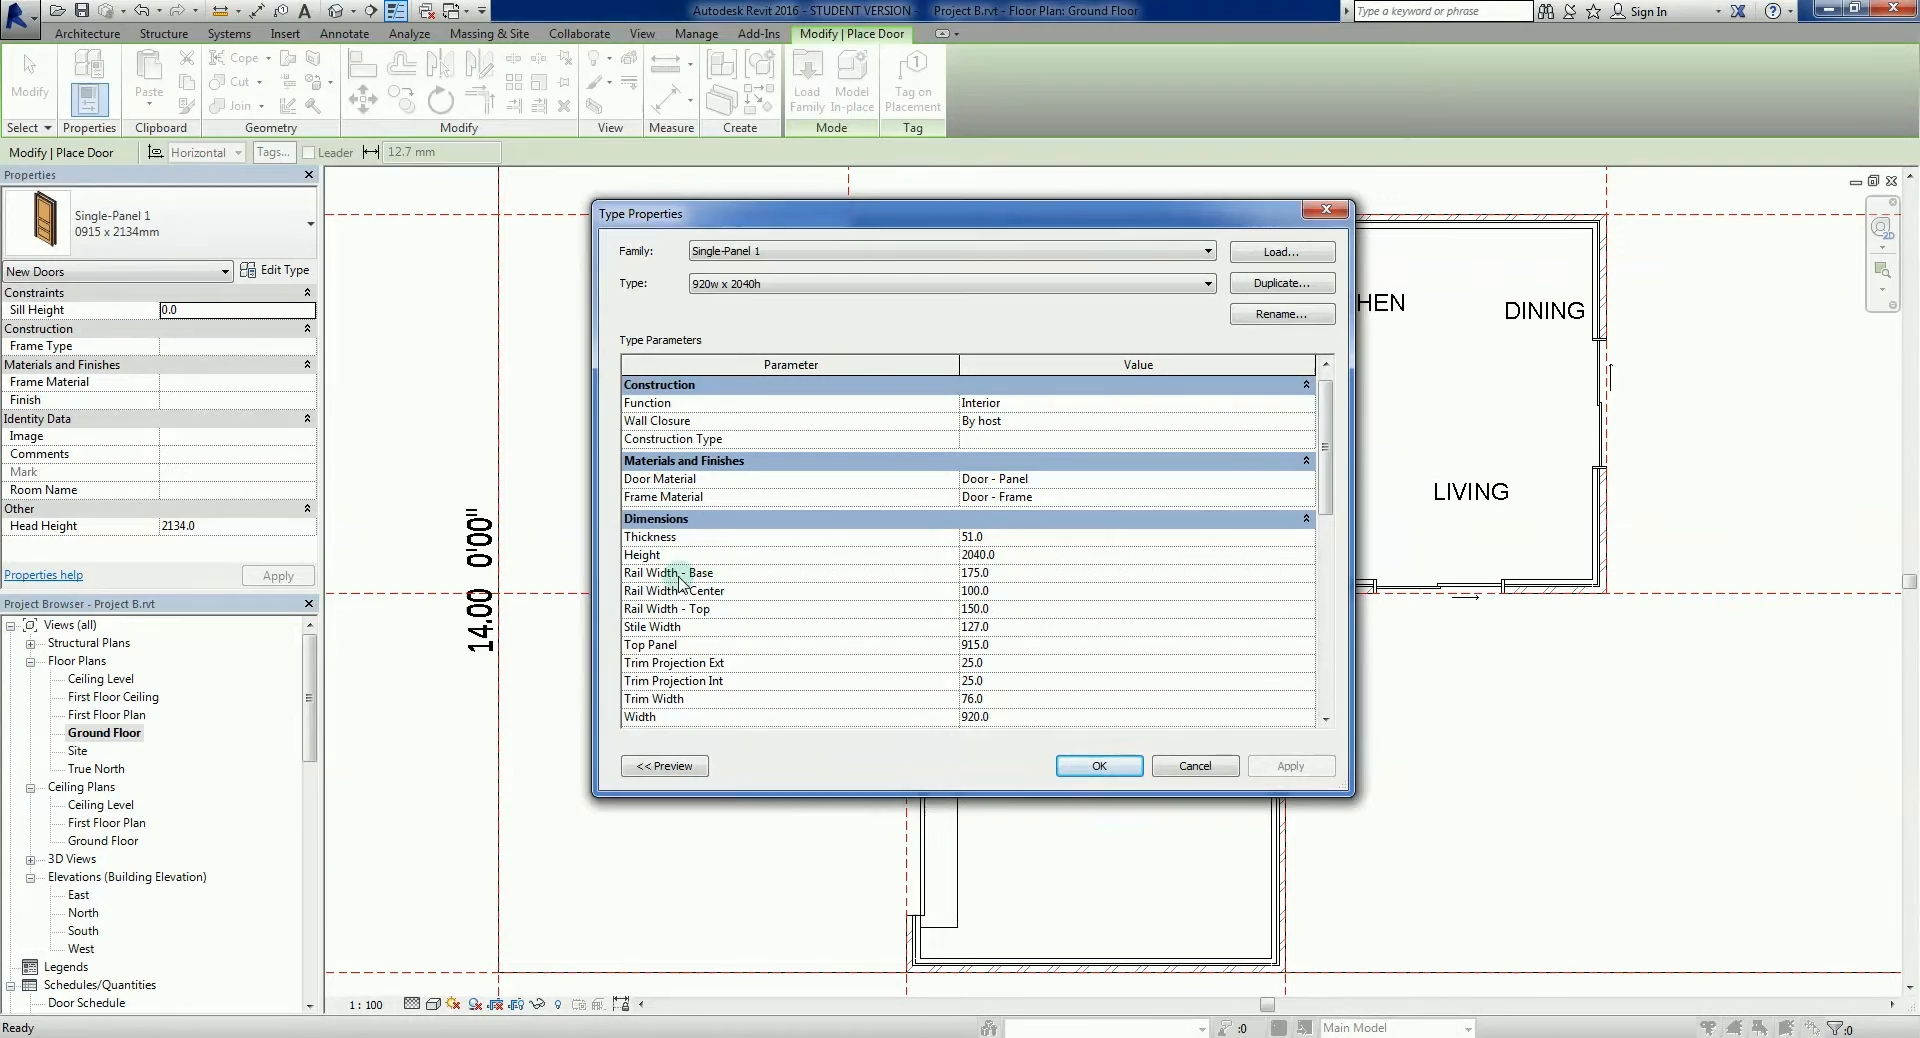 Autodesk Revit 2016 - STUDENT VERSION - Project B.rvt - Floor Plan: Ground Floor
Type a keyword or phrase
Sign In
Architecture Structure Systems Insert Annotate Analyze Massing & Site Collaborate View Manage Add-Ins Modify | Place Door
Modify
Paste
Cope
Cut
Join
Load Family
Model In-place
Tag on Placement
Select Properties Clipboard Geometry Modify View Measure Create Mode Tag
Modify | Place Door Horizontal Tags... Leader 12.7 mm
Properties
Single-Panel 1
0915 x 2134mm
New Doors Edit Type
Constraints
Sill Height 0.0
Construction
Frame Type
Materials and Finishes
Frame Material
Finish
Identity Data
Image
Comments
Mark
Room Name
Other
Head Height 2134.0
Properties help Apply
Project Browser - Project B.rvt
Views (all)
Structural Plans
Floor Plans
Ceiling Level
First Floor Ceiling
First Floor Plan
Ground Floor
Site
True North
Ceiling Plans
Ceiling Level
First Floor Plan
Ground Floor
3D Views
Elevations (Building Elevation)
East
North
South
West
Legends
Schedules/Quantities
Door Schedule
14.00 0'00"
Type Properties
Family: Single-Panel 1 Load...
Type: 920w x 2040h Duplicate...
Rename...
Type Parameters
Parameter Value
Construction
Function Interior
Wall Closure By host
Construction Type
Materials and Finishes
Door Material Door - Panel
Frame Material Door - Frame
Dimensions
Thickness 51.0
Height 2040.0
Rail Width - Base 175.0
Rail Width - Center 100.0
Rail Width - Top 150.0
Stile Width 127.0
Top Panel 915.0
Trim Projection Ext 25.0
Trim Projection Int 25.0
Trim Width 76.0
Width 920.0
<< Preview OK Cancel Apply
HEN
DINING
LIVING
2D
1 : 100
Ready :0 Main Model :0